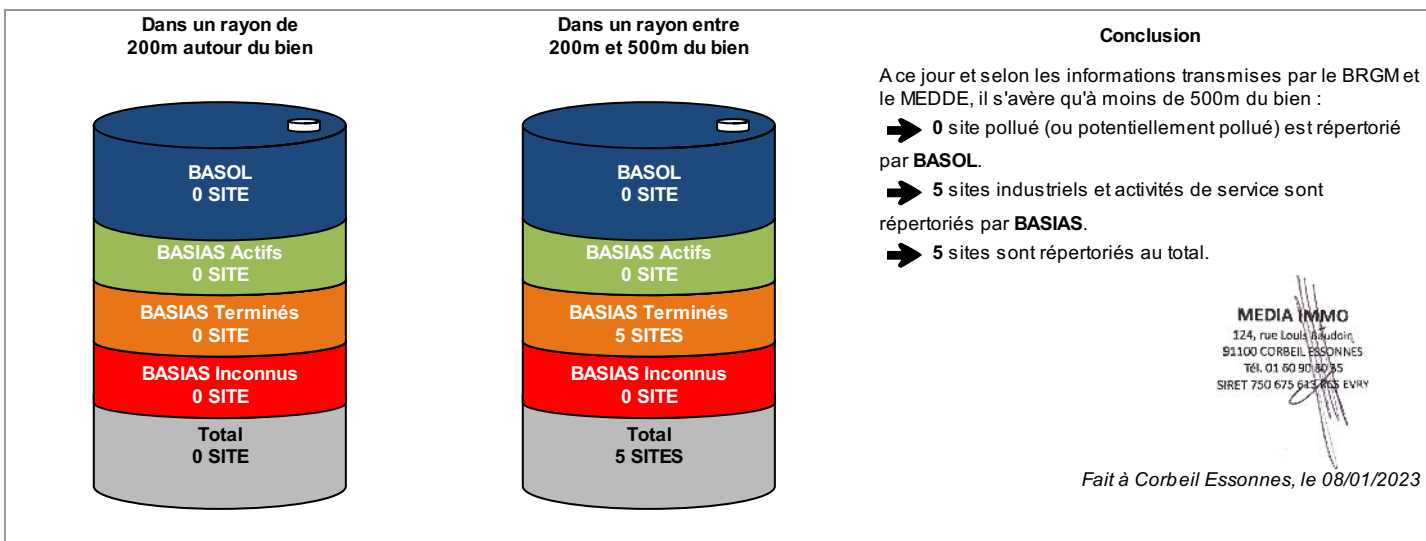 Dans un rayon de
200m autour du bien
BASOL
0 SITE
BASIAS Actifs
0 SITE
BASIAS Terminés
0 SITE
BASIAS Inconnus
0 SITE
Total
0 SITE
Dans un rayon entre
200m et 500m du bien
BASOL
0 SITE
BASIAS Actifs
0 SITE
BASIAS Terminés
5 SITES
BASIAS Inconnus
0 SITE
Total
5 SITES
Conclusion
A ce jour et selon les informations transmises par le BRGM et
le MEDDE, il s'avère qu'à moins de 500m du bien :
0 site pollué (ou potentiellement pollué) est répertorié
par BASOL.
5 sites industriels et activités de service sont
répertoriés par BASIAS.
5 sites sont répertoriés au total.
MEDIA IMMO
124, rue Louis Baudoin
91100 CORBEIL ESSONNES
Tél. 01 60 90
SIRET 750 675 613 RCS EVRY
Fait à Corbeil Essonnes, le 08/01/2023